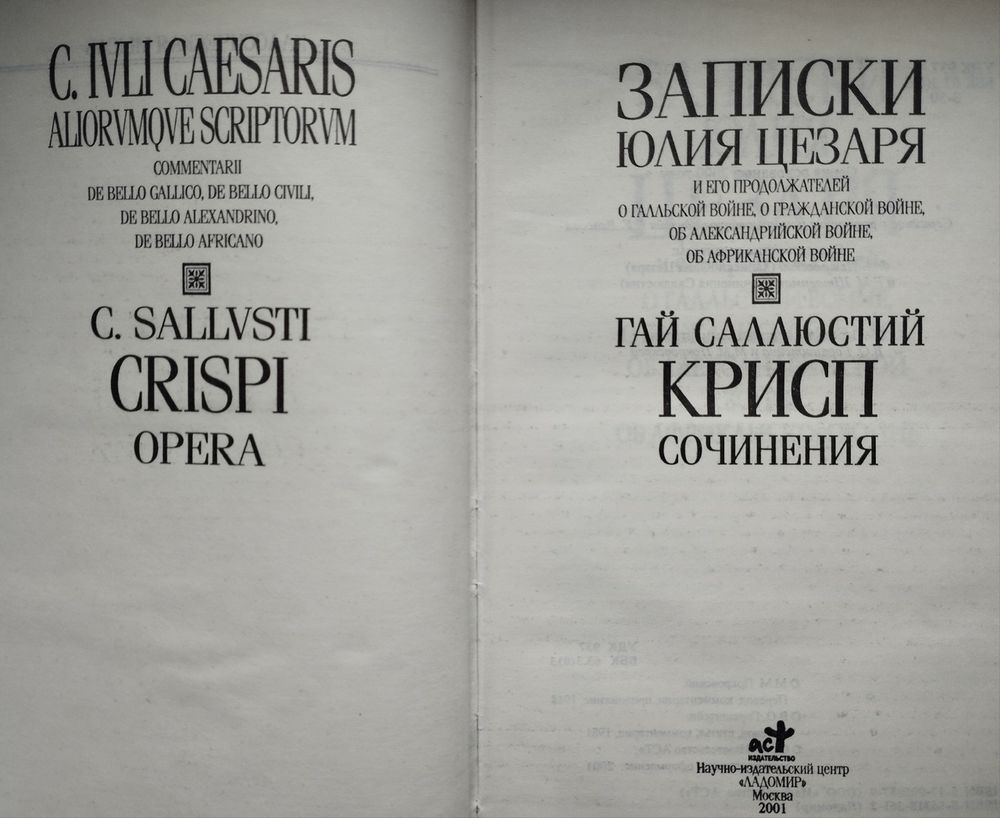 C. IVLI CAESARIS
ALIORVMQVE SCRIPTORVM
COMMENTARII
DE BELLO GALLICO, DE BELLO CIVILI,
DE BELLO ALEXANDRINO,
DE BELLO AFRICANO
C. SALLVSTI
CRISPI
OPERA
ЗАПИСКИ
ЮЛИЯ ЦЕЗАРЯ
И ЕГО ПРОДОЛЖАТЕЛЕЙ
О ГАЛЛЬСКОЙ ВОЙНЕ, О ГРАЖДАНСКОЙ ВОЙНЕ,
ОБ АЛЕКСАНДРИЙСКОЙ ВОЙНЕ,
ОБ АФРИКАНСКОЙ ВОЙНЕ
ГАЙ САЛЛЮСТИЙ
КРИСП
СОЧИНЕНИЯ
аст
ИЗДАТЕЛЬСТВО
Научно-издательский центр
«ЛАДОМИР»
Москва
2001